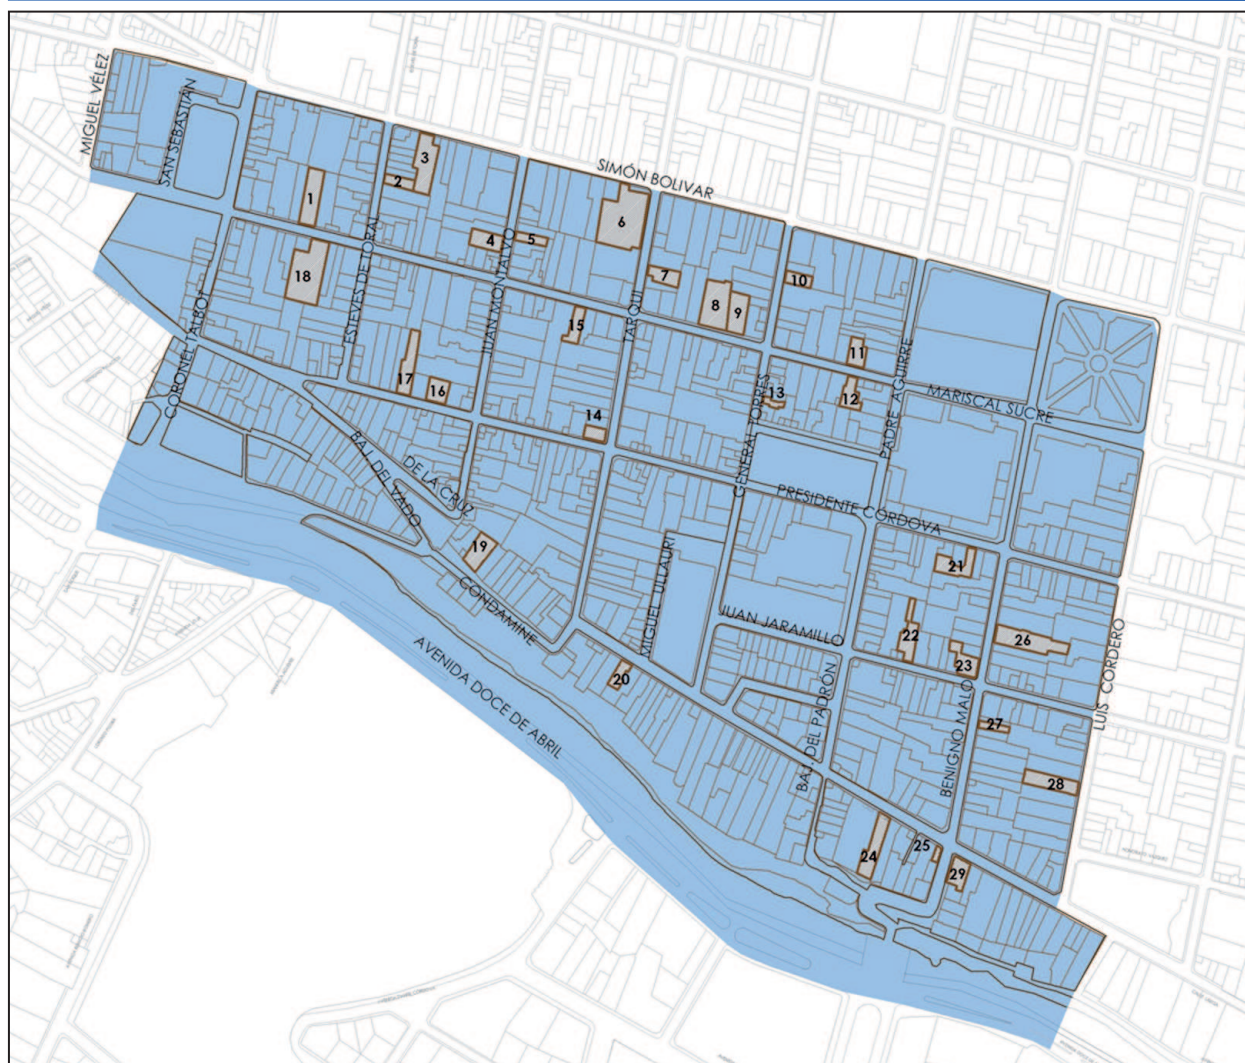 MIGUEL VÉLEZ
SAN SEBASTIÁN
SIMÓN BOLIVAR
3
2
1
4
5
6
7
10
18
8
9
ESTEVES DE TORAL
JUAN MONTALVO
TARQUI
15
11
CORONEL TALBOT
17
16
13
12
PADRE AGUIRRE
MARISCAL SUCRE
14
GENERAL TORRES
BAJ. DEL VADO
DE LA CRUZ
PRESIDENTE CÓRDOVA
19
21
CONDAMINE
MIGUEL ULLAURI
JUAN JARAMILLO
22
26
23
LUIS CORDERO
20
AVENIDA DOCE DE ABRIL
BAJ. DEL PADRÓN
BENIGNO MALO
27
28
24
25
29